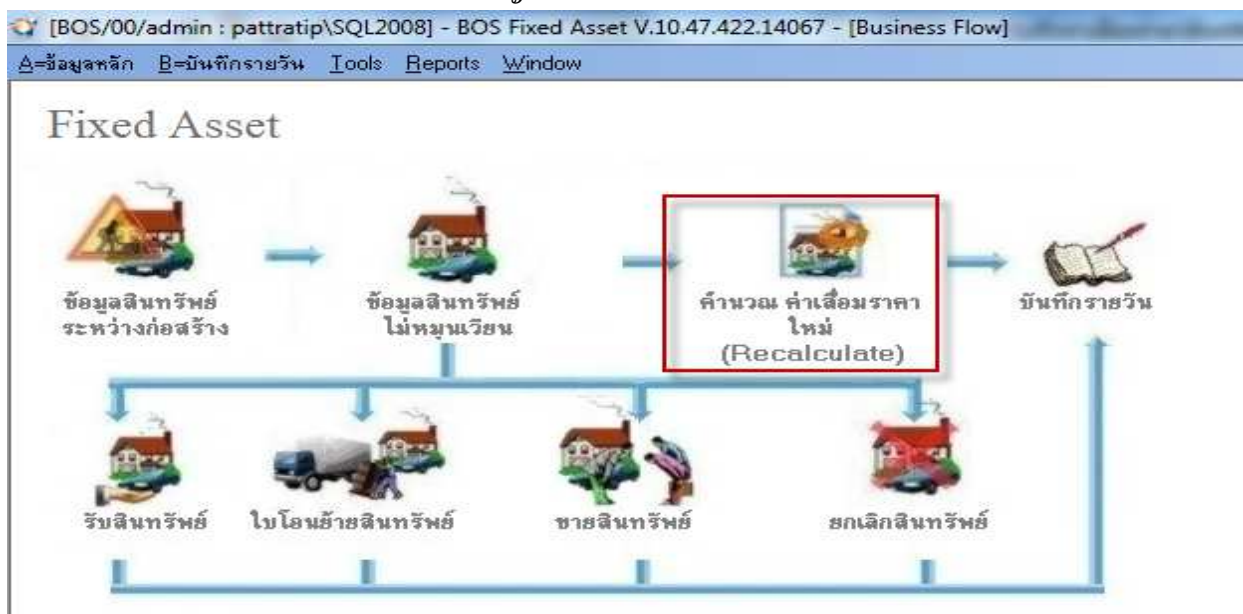 [BOS/00/admin : pattratip\SQL2008] - BOS Fixed Asset V.10.47.422.14067 - [Business Flow]
A=ข้อมูลหลัก B=บันทึกรายวัน Tools Reports Window
Fixed Asset
ข้อมูลสินทรัพย์
ระหว่างก่อสร้าง
ข้อมูลสินทรัพย์
ไม่หมุนเวียน
คำนวณ ค่าเสื่อมราคา
ใหม่
(Recalculate)
บันทึกรายวัน
รับสินทรัพย์
ใบโอนย้ายสินทรัพย์
ขายสินทรัพย์
ยกเลิกสินทรัพย์